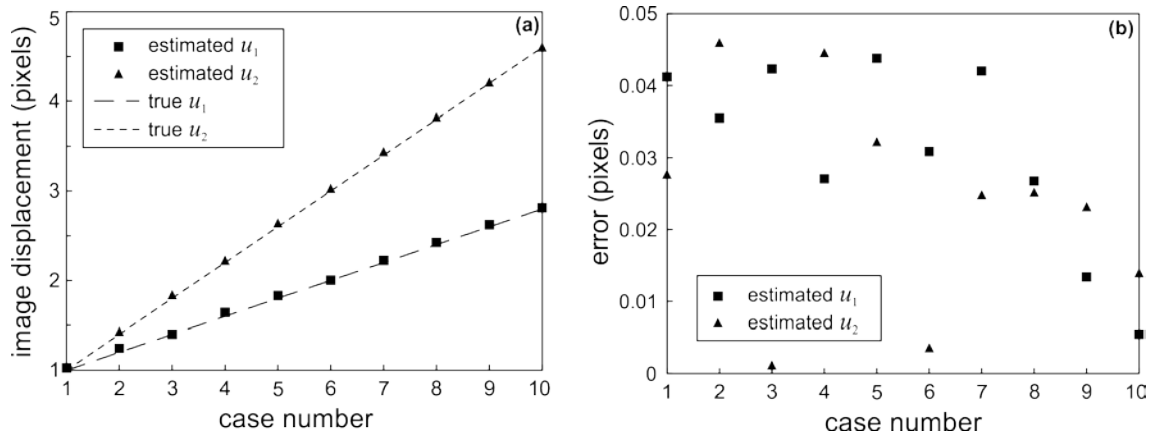 (a)
estimated u₁
estimated u₂
true u₁
true u₂
image displacement (pixels)
5
4
3
2
1
1 2 3 4 5 6 7 8 9 10
case number
(b)
error (pixels)
0.05
0.04
0.03
0.02
0.01
0
estimated u₁
estimated u₂
1 2 3 4 5 6 7 8 9 10
case number